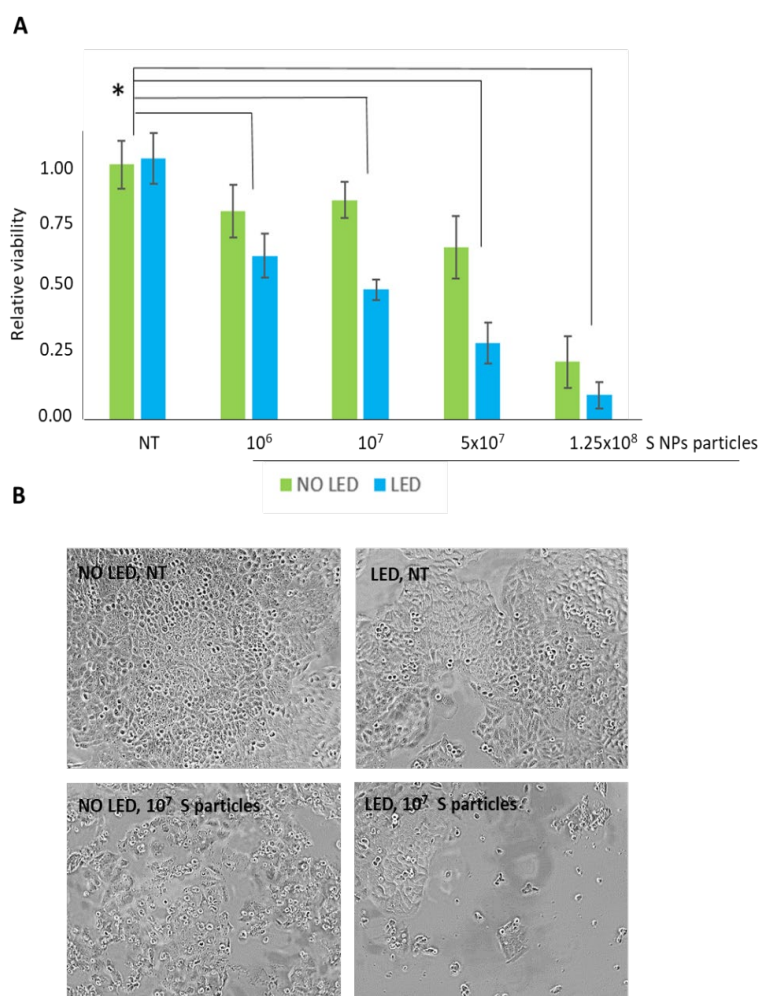 A
*
Relative viability
1.00
0.75
0.50
0.25
0.00
NT 10⁶ 10⁷ 5x10⁷ 1.25x10⁸ S NPs particles
NO LED LED
B
NO LED, NT LED, NT
NO LED, 10⁷ S particles LED, 10⁷ S particles